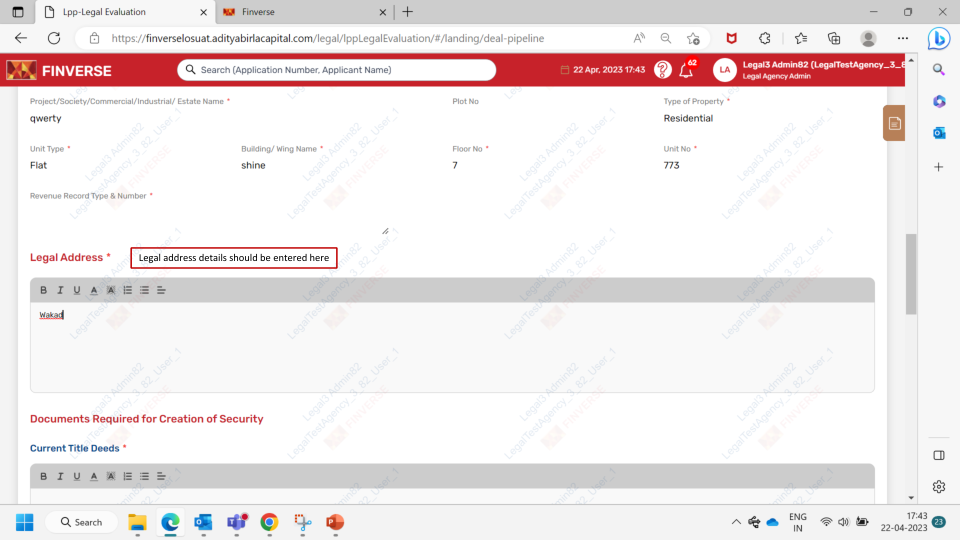 Lpp-Legal Evaluation
Finverse
https://finverselosuat.adityabirlacapital.com/legal/lppLegalEvaluation/#/landing/deal-pipeline
FINVERSE
Search (Application Number, Applicant Name)
22 Apr, 2023 17:43
62
LA
Legal3 Admin82 (LegalTestAgency_3_8
Legal Agency Admin
Project/Society/Commercial/Industrial/ Estate Name *
Plot No
Type of Property *
qwerty
Residential
Unit Type *
Building/ Wing Name *
Floor No *
Unit No *
Flat
shine
7
773
Revenue Record Type & Number *
Legal Address *
Legal address details should be entered here
B I U A A
Wakad
Documents Required for Creation of Security
Current Title Deeds *
B I U A A
Legal3 Admin82
LegalTestAgency_3_82_User_1
FINVERSE
Search
ENG
IN
17:43
22-04-2023
23